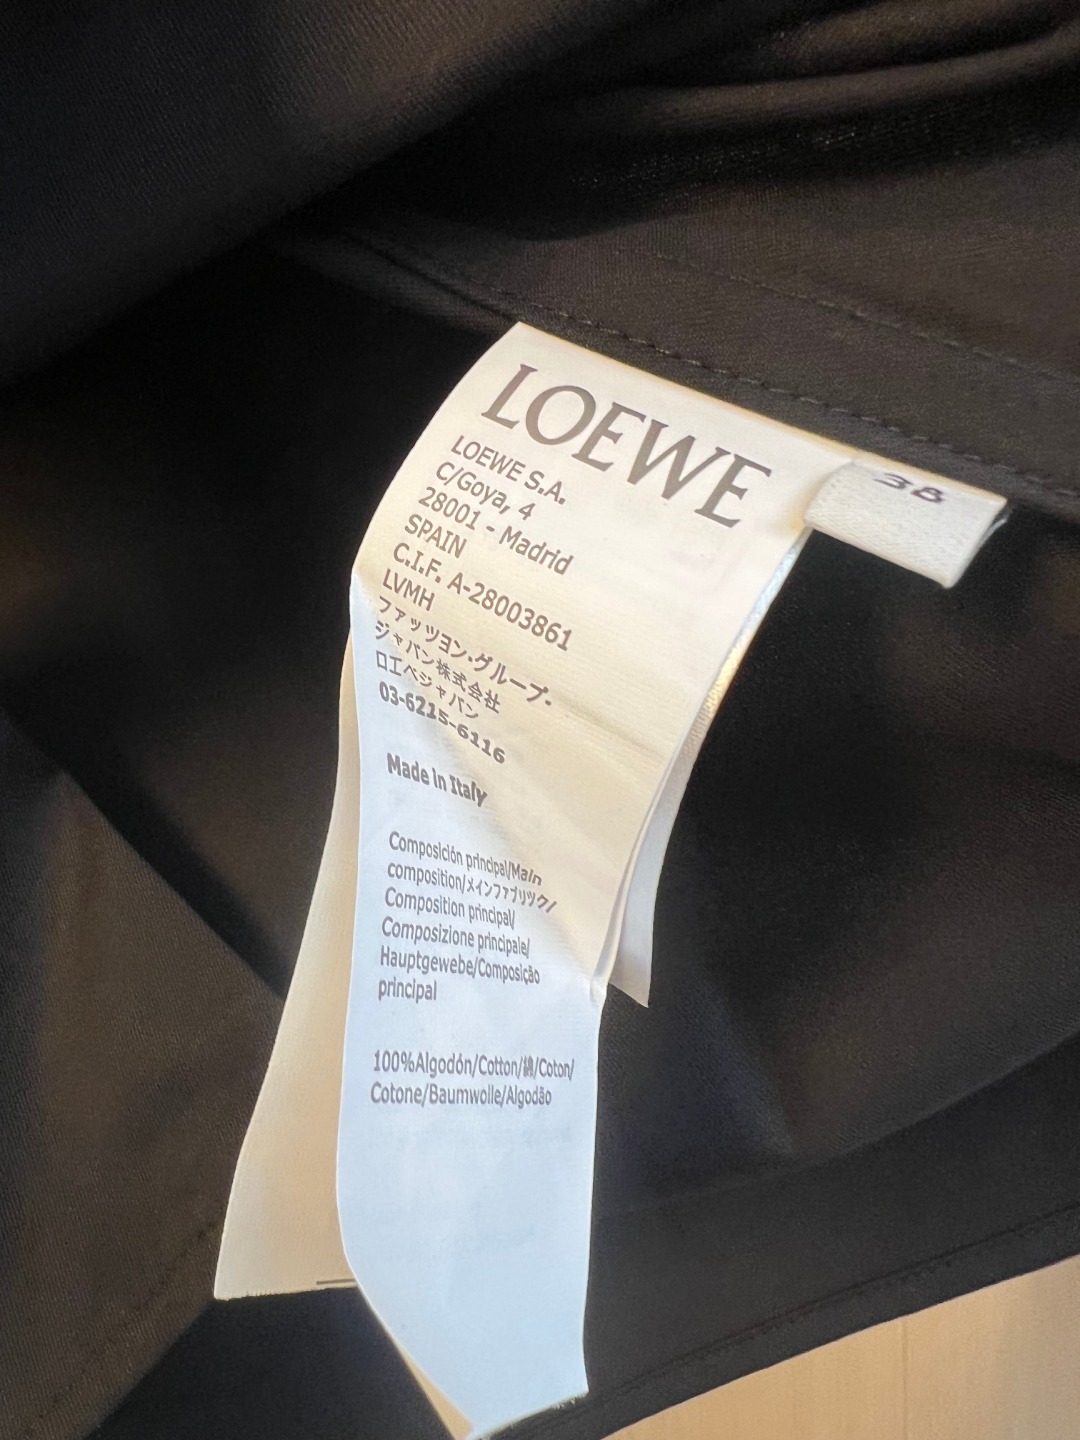 LOEWE
38
LOEWE S.A.
C/Goya, 4
28001 - Madrid
SPAIN
C.I.F. A-28003861
LVMH
ファッツヨン・グループ・
ジャパン株式会社
ロエベジャパン
03-6215-6116
Made in Italy
Composición principal/Main
composition/メインファブリツク/
Composition principal/
Composizione principale/
Hauptgewebe/Composição
principal
100%Algodón/Cotton/綿/Coton/
Cotone/Baumwolle/Algodão